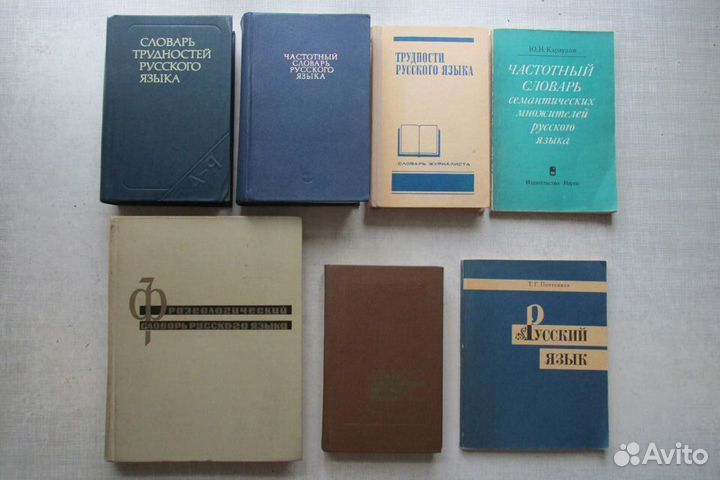 СЛОВАРЬ
ТРУДНОСТЕЙ
РУССКОГО
ЯЗЫКА
ЧАСТОТНЫЙ
СЛОВАРЬ
РУССКОГО
ЯЗЫКА
ТРУДНОСТИ
РУССКОГО ЯЗЫКА
СЛОВАРЬ ЖУРНАЛИСТА
Ю.Н. Караулов
ЧАСТОТНЫЙ
СЛОВАРЬ
семантических
множителей
русского
языка
Издательство · Наука ·
ФРАЗЕОЛОГИЧЕСКИЙ
СЛОВАРЬ РУССКОГО ЯЗЫКА
Т. Г.
Русский
ЯЗЫК
Avito